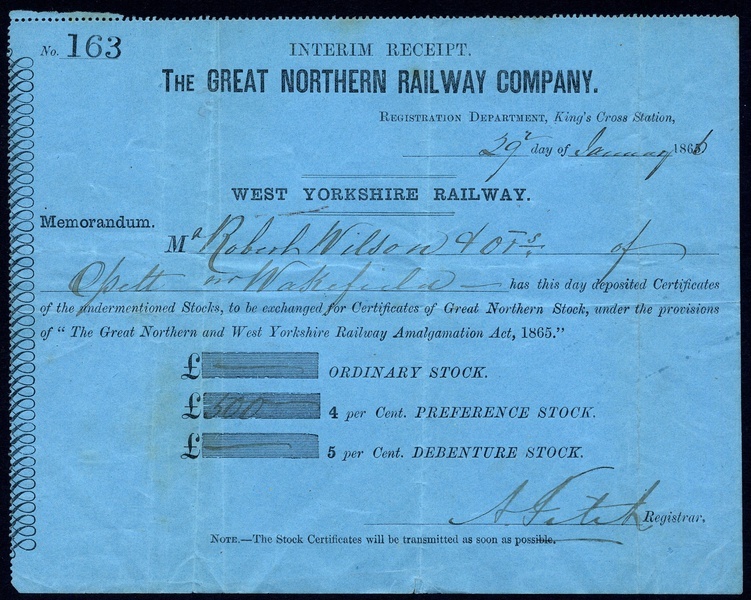 No. 163
INTERIM RECEIPT.
THE GREAT NORTHERN RAILWAY COMPANY.
REGISTRATION DEPARTMENT, King's Cross Station,
29th day of January 1866
WEST YORKSHIRE RAILWAY.
Memorandum.
Mr Robert Wilson & ors. of
Ossett nr Wakefield — has this day deposited Certificates
of the undermentioned Stocks, to be exchanged for Certificates of Great Northern Stock, under the provisions
of “The Great Northern and West Yorkshire Railway Amalgamation Act, 1865.”
£ ORDINARY STOCK.
£ 500 4 per Cent. PREFERENCE STOCK.
£ 5 per Cent. DEBENTURE STOCK.
A. Fitch Registrar.
NOTE.—The Stock Certificates will be transmitted as soon as possible.